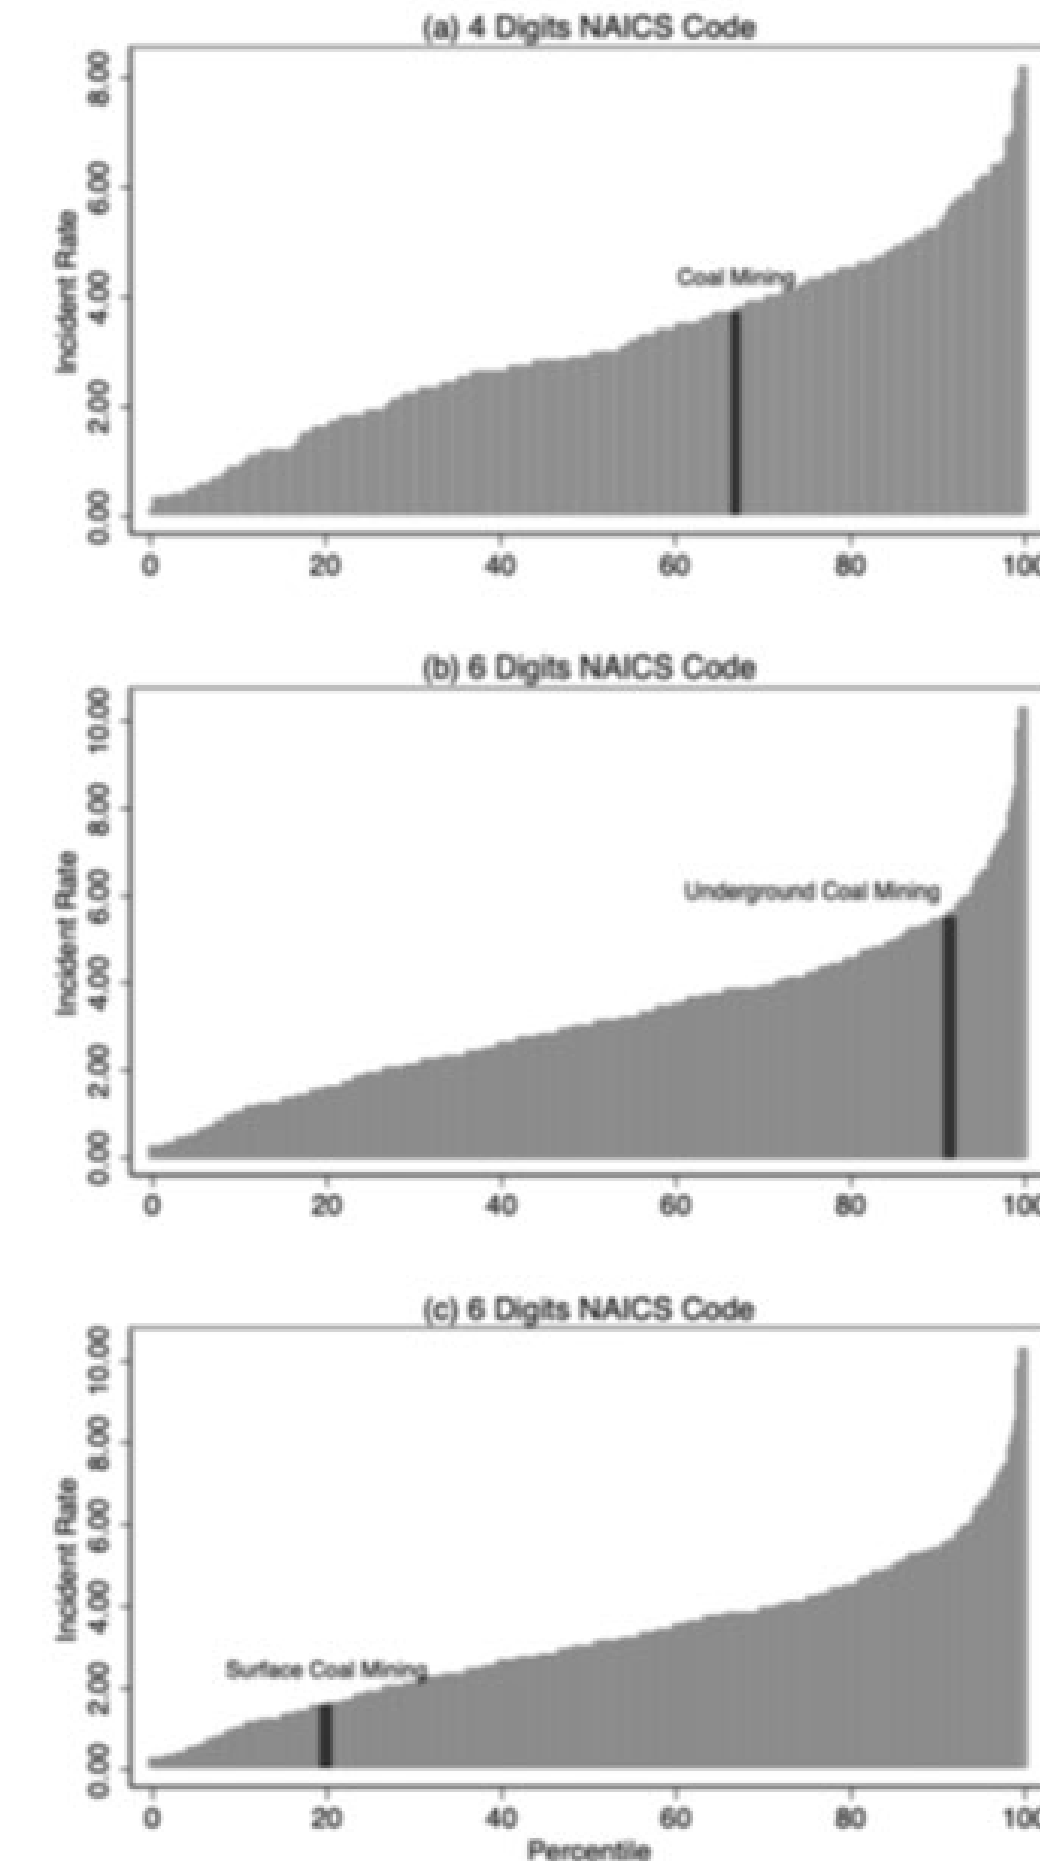 (a) 4 Digits NAICS Code
8.00
6.00
4.00
2.00
0.00
Incident Rate
Coal Mining
0 20 40 60 80 100
(b) 6 Digits NAICS Code
10.00
8.00
6.00
4.00
2.00
0.00
Incident Rate
Underground Coal Mining
0 20 40 60 80 100
(c) 6 Digits NAICS Code
10.00
8.00
6.00
4.00
2.00
0.00
Incident Rate
Surface Coal Mining
0 20 40 60 80 100
Percentile